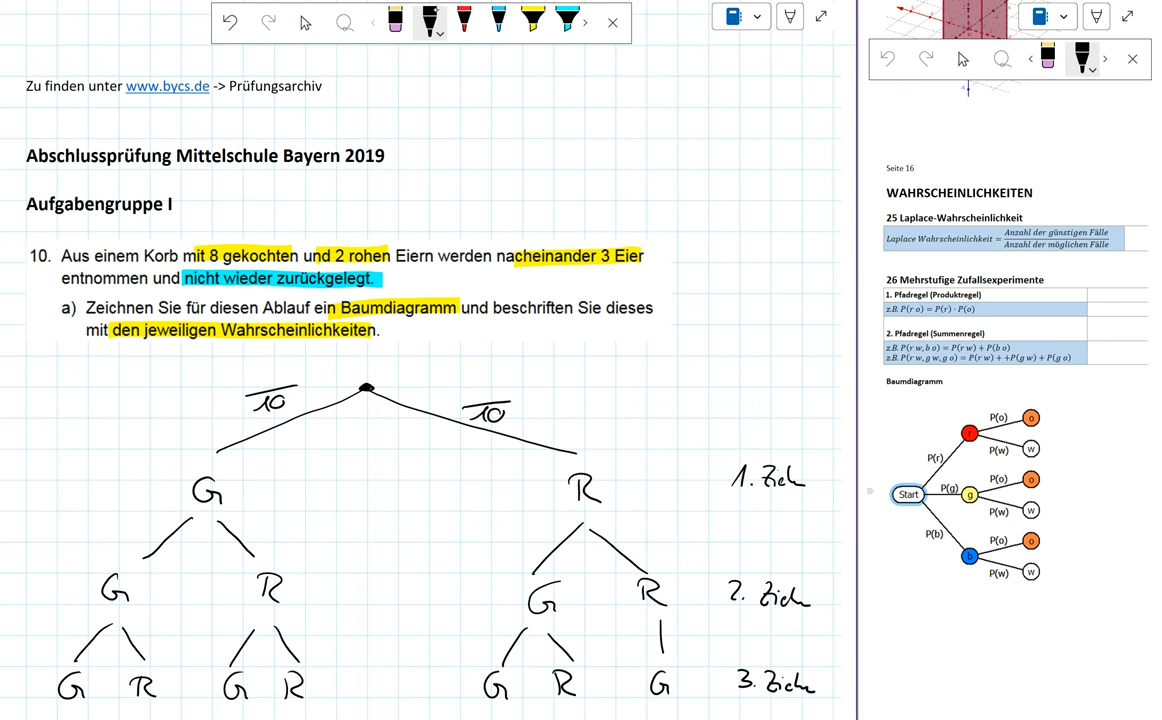 Zu finden unter www.bycs.de -> Prüfungsarchiv
Abschlussprüfung Mittelschule Bayern 2019
Aufgabengruppe I
10. Aus einem Korb mit 8 gekochten und 2 rohen Eiern werden nacheinander 3 Eier
entnommen und nicht wieder zurückgelegt.
a) Zeichnen Sie für diesen Ablauf ein Baumdiagramm und beschriften Sie dieses
mit den jeweiligen Wahrscheinlichkeiten.
10 10
G R 1. Zieh
G R G R 2. Zieh
G R G R G R G 3. Ziehe
Seite 16
WAHRSCHEINLICHKEITEN
25 Laplace-Wahrscheinlichkeit
Laplace Wahrscheinlichkeit = Anzahl der günstigen Fälle / Anzahl der möglichen Fälle
26 Mehrstufige Zufallsexperimente
1. Pfadregel (Produktregel)
z.B. P(r o) = P(r) · P(o)
2. Pfadregel (Summenregel)
z.B. P(r w, b o) = P(r w) + P(b o)
z.B. P(r w, g w, g o) = P(r w) + +P(g w) + P(g o)
Baumdiagramm
P(o) o
r
P(r) P(w) w
P(o) o
Start P(g) g
P(w) w
P(b) P(o) o
b
P(w) w